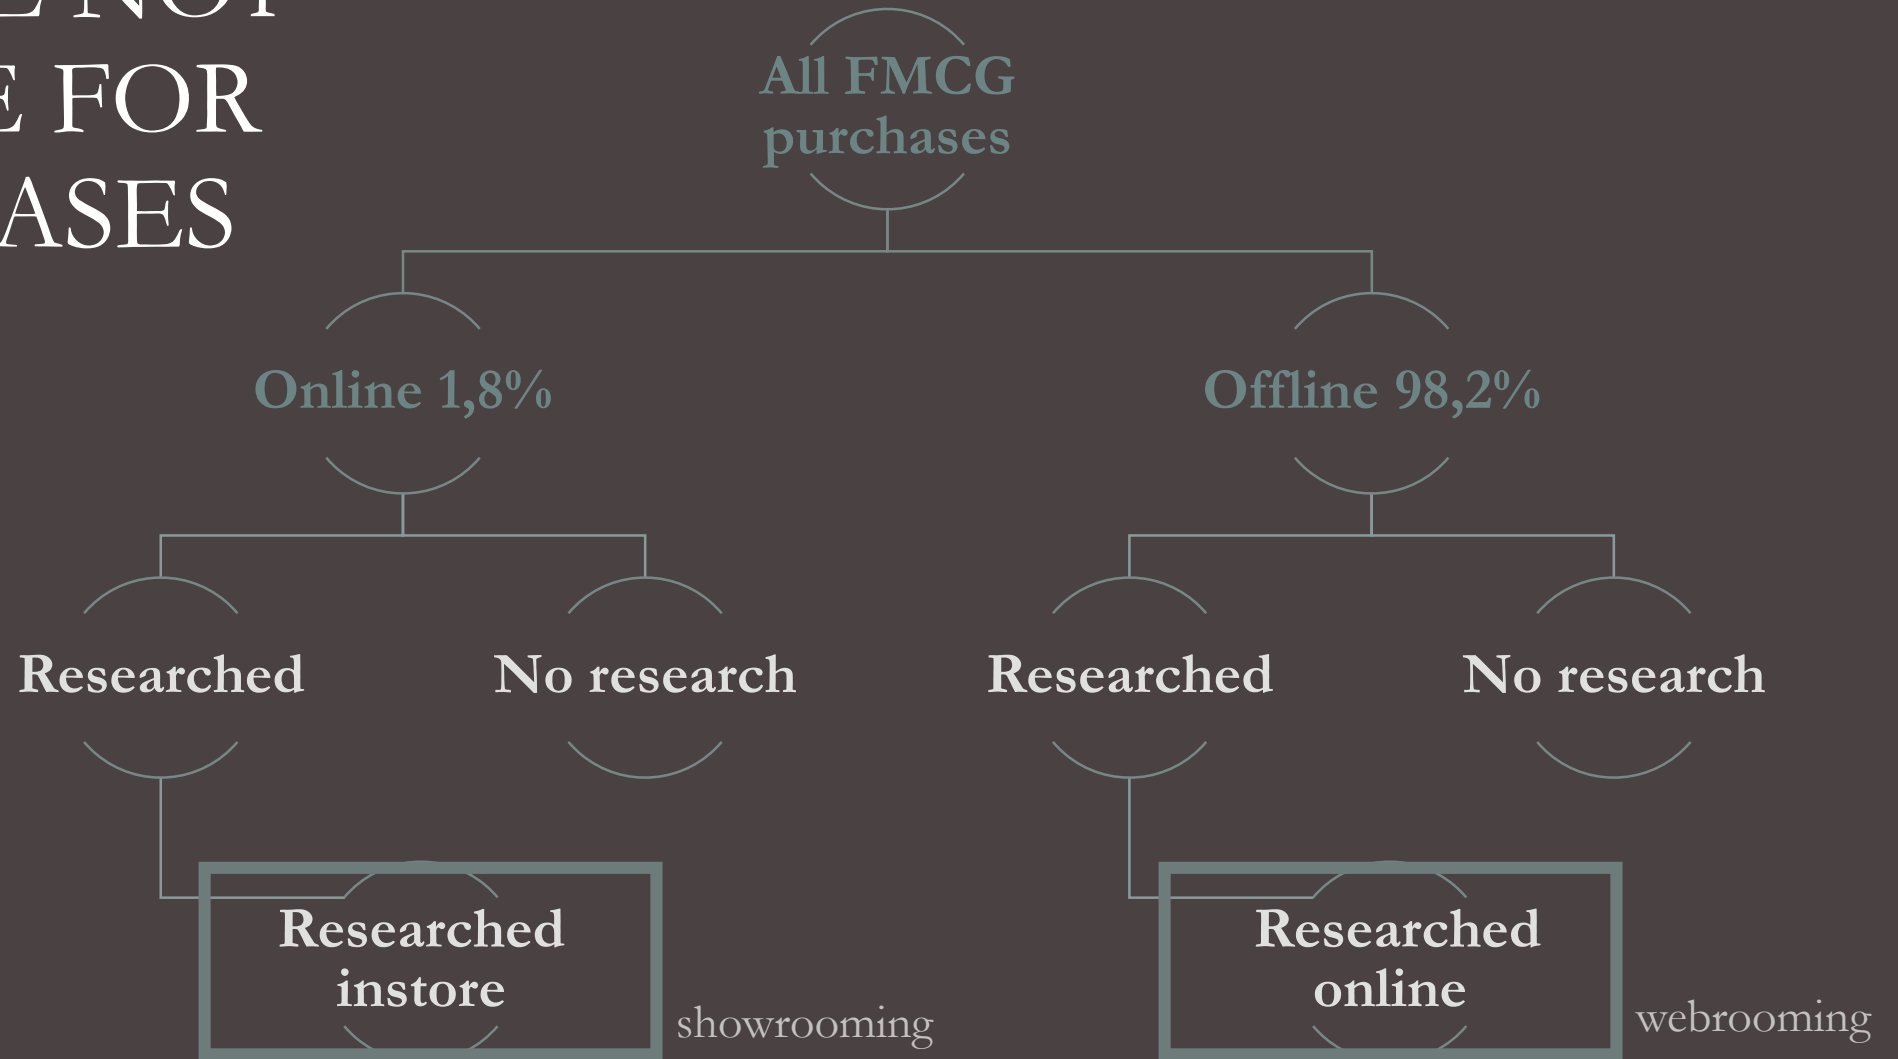 FOR
ASES
All FMCG
purchases
Online 1,8%
Offline 98,2%
Researched
No research
Researched
No research
Researched
instore
showrooming
Researched
online
webrooming